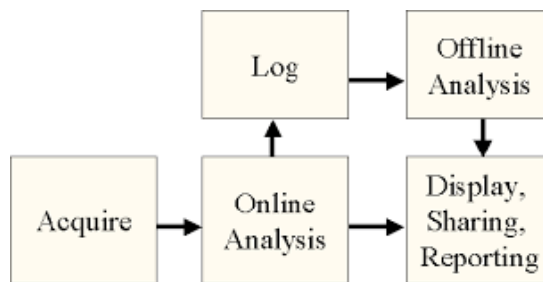 Log
Offline
Analysis
Acquire
Online
Analysis
Display,
Sharing,
Reporting